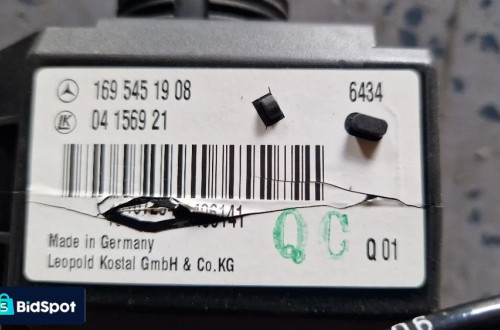 169 545 19 08
6434
LK
04 1569 21
QC
Made in Germany
Q 01
Leopold Kostal GmbH & Co.KG
BidSpot